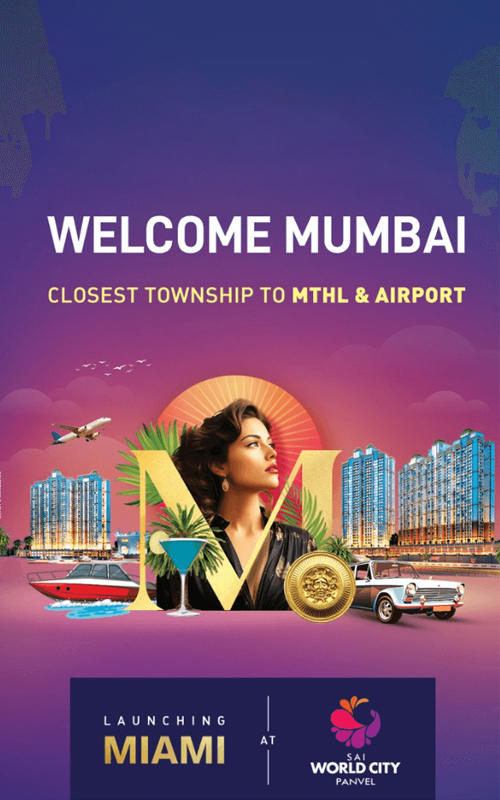 WELCOME MUMBAI
CLOSEST TOWNSHIP TO MTHL & AIRPORT
M
LAUNCHING
MIAMI
AT
SAI
WORLD CITY
PANVEL